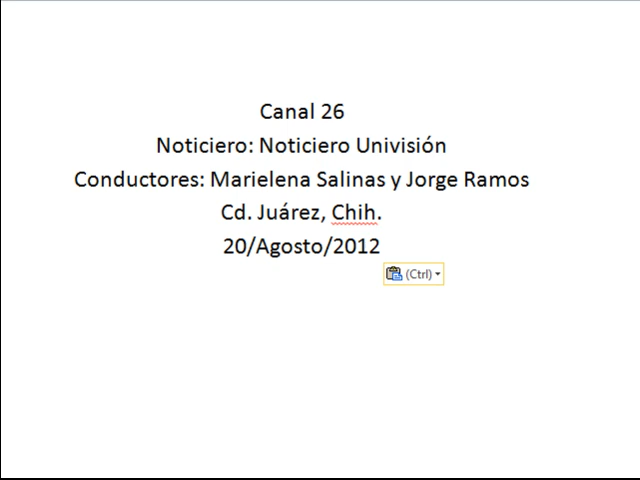 Canal 26
Noticiero: Noticiero Univisión
Conductores: Marielena Salinas y Jorge Ramos
Cd. Juárez, Chih.
20/Agosto/2012
(Ctrl)